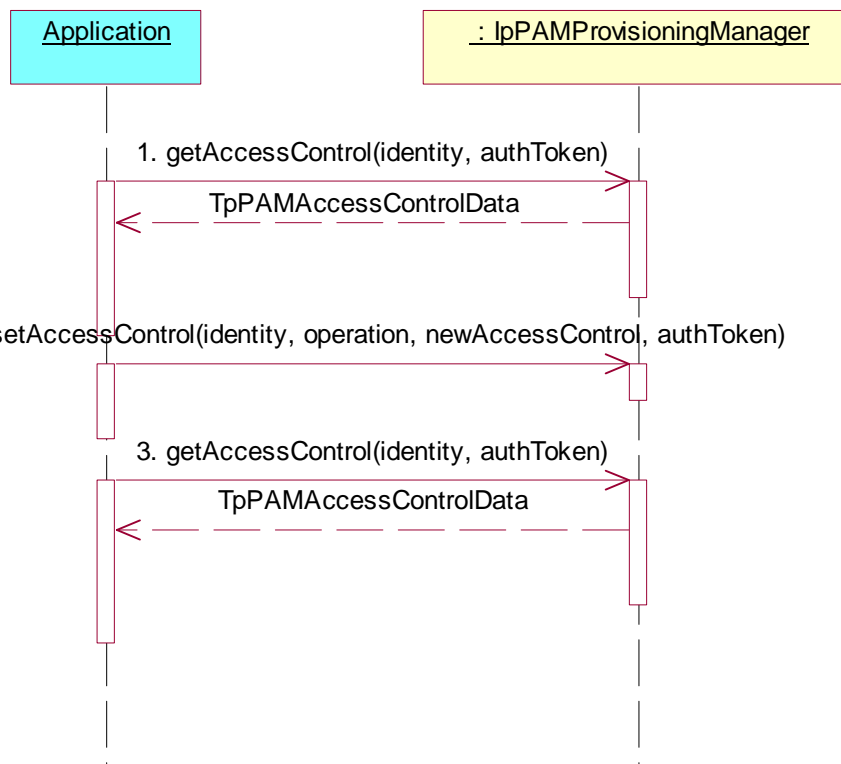 Application
: IpPAMProvisioningManager
1. getAccessControl(identity, authToken)
TpPAMAccessControlData
setAccessControl(identity, operation, newAccessControl, authToken)
3. getAccessControl(identity, authToken)
TpPAMAccessControlData